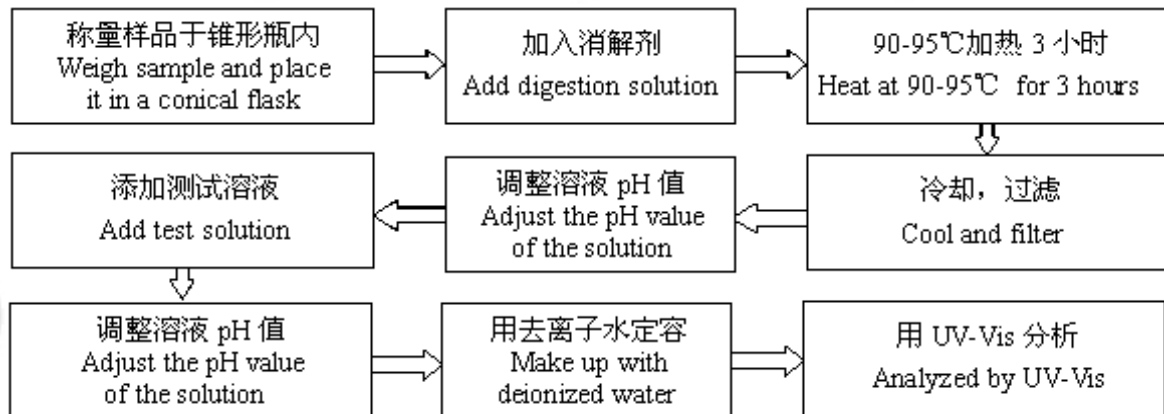 称量样品于锥形瓶内
Weigh sample and place
it in a conical flask
加入消解剂
Add digestion solution
90-95℃加热 3 小时
Heat at 90-95℃ for 3 hours
冷却，过滤
Cool and filter
调整溶液 pH 值
Adjust the pH value
of the solution
添加测试溶液
Add test solution
调整溶液 pH 值
Adjust the pH value
of the solution
用去离子水定容
Make up with
deionized water
用 UV-Vis 分析
Analyzed by UV-Vis